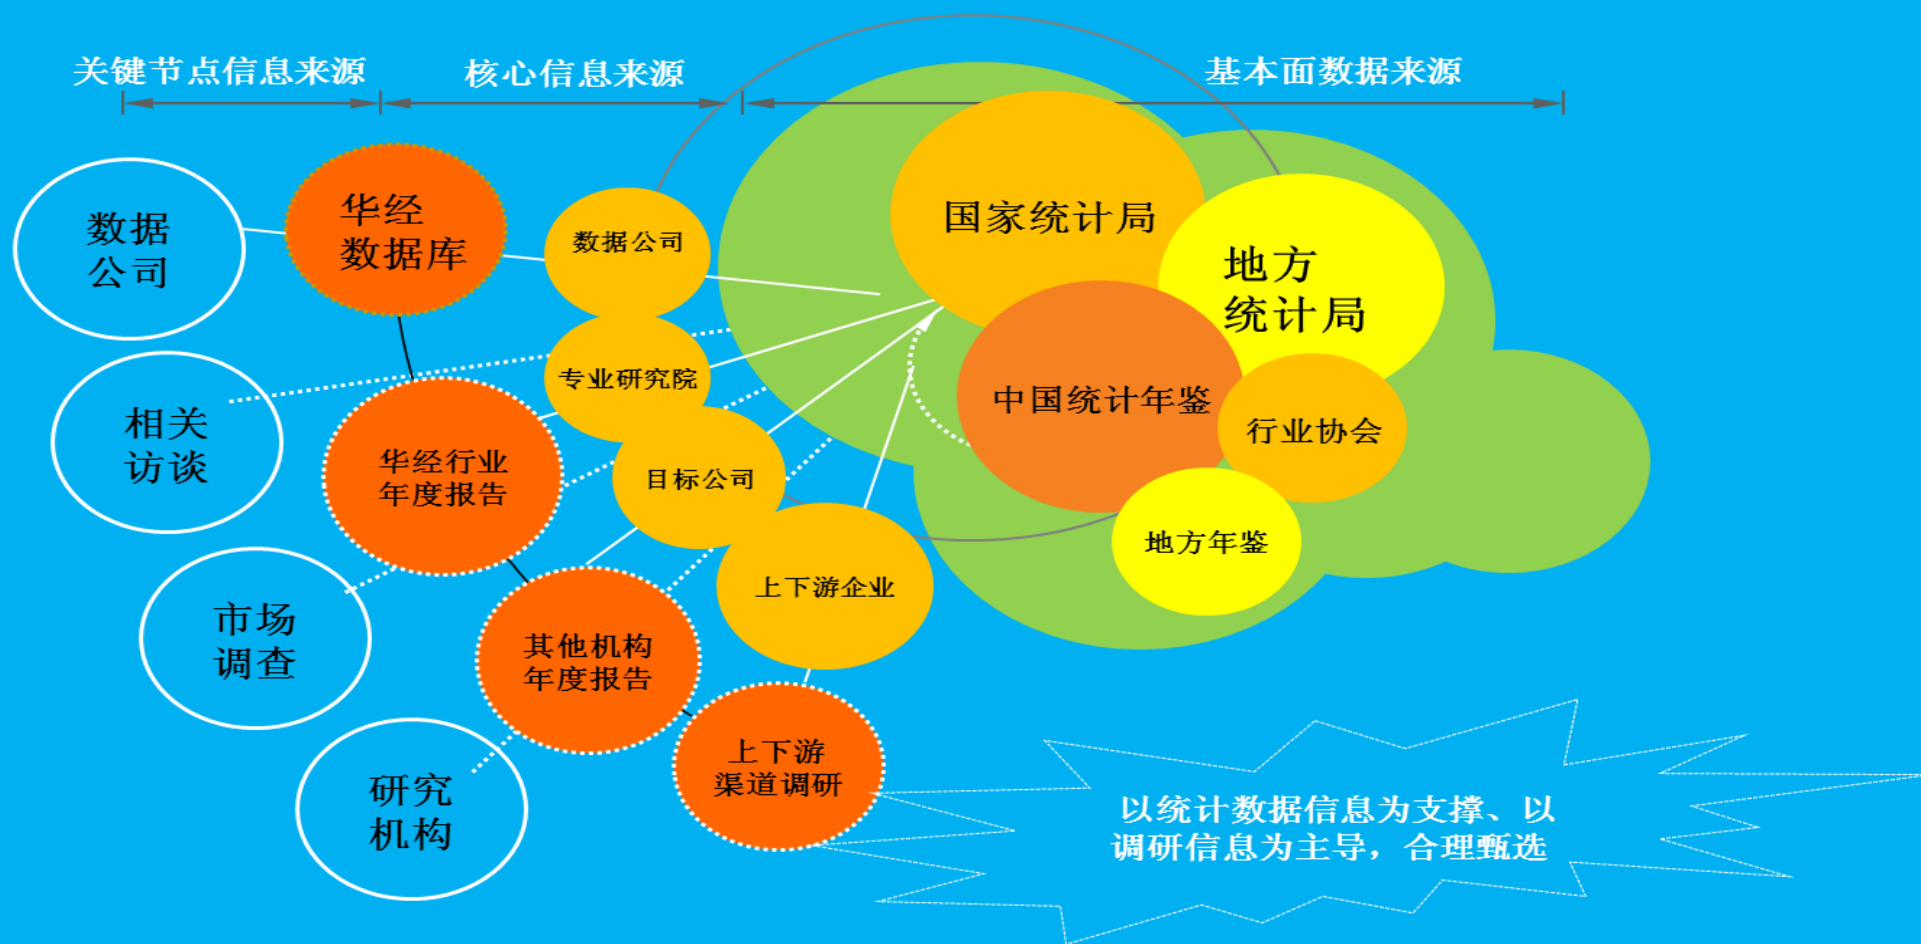 关键节点信息来源
核心信息来源
基本面数据来源
数据
公司
华经
数据库
数据公司
国家统计局
地方
统计局
相关
访谈
专业研究院
中国统计年鉴
行业协会
华经行业
年度报告
目标公司
地方年鉴
上下游企业
市场
调查
其他机构
年度报告
上下游
渠道调研
研究
机构
以统计数据信息为支撑、以
调研信息为主导，合理甄选